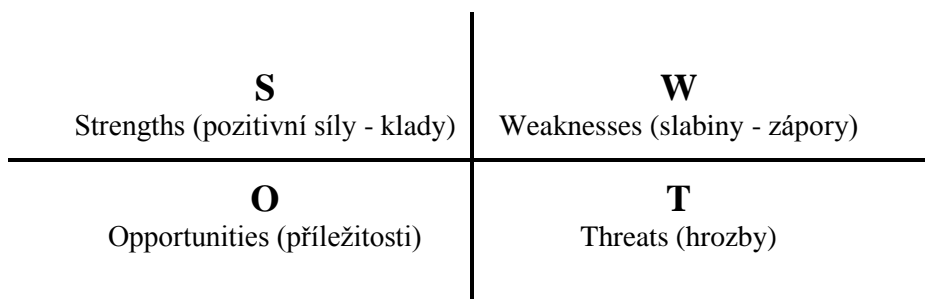 S
Strengths (pozitivní síly - klady)
W
Weaknesses (slabiny - zápory)
O
Opportunities (příležitosti)
T
Threats (hrozby)